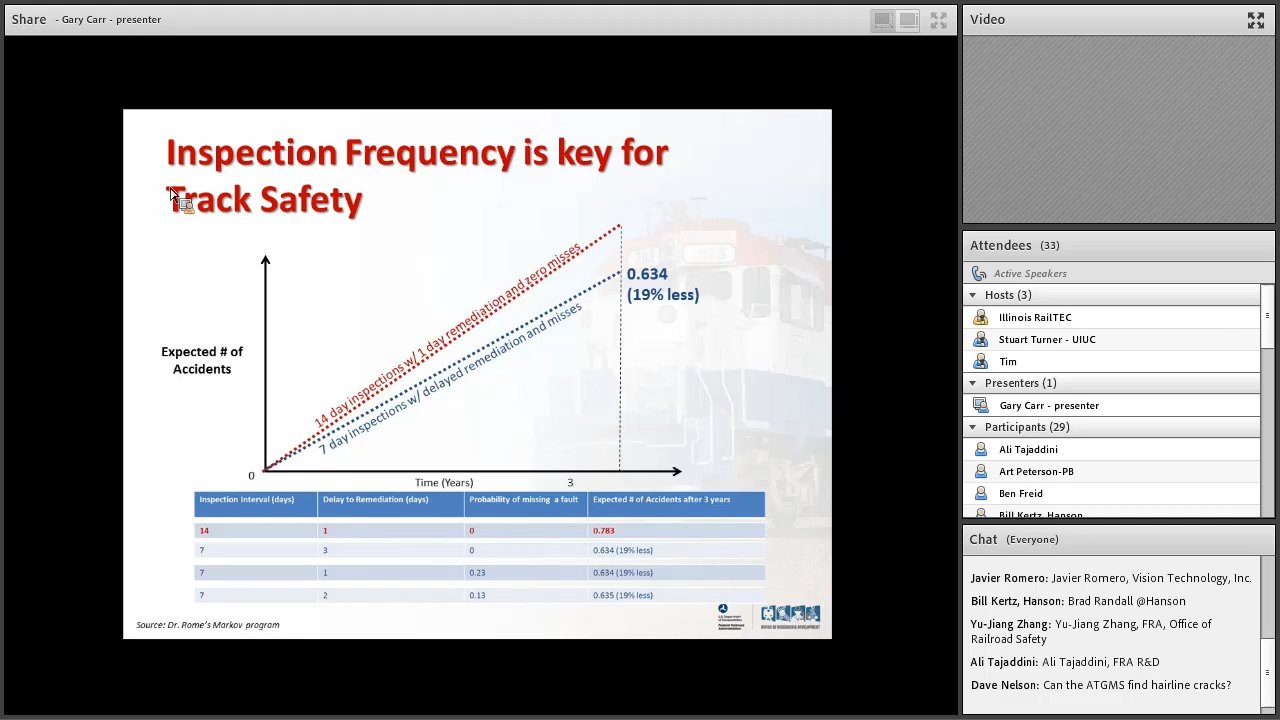 Share - Gary Carr - presenter
Inspection Frequency is key for
Track Safety
14 day inspections w/ 1 day remediation and zero misses
7 day inspections w/ delayed remediation and misses
0.634
(19% less)
Expected # of
Accidents
0
Time (Years)
3
Inspection Interval (days) Delay to Remediation (days) Probability of missing a fault Expected # of Accidents after 3 years
14 1 0 0.783
7 3 0 0.634 (19% less)
7 1 0.23 0.634 (19% less)
7 2 0.13 0.635 (19% less)
Source: Dr. Rome's Markov program
Video
Attendees (33)
Active Speakers
Hosts (3)
Illinois RailTEC
Stuart Turner - UIUC
Tim
Presenters (1)
Gary Carr - presenter
Participants (29)
Ali Tajaddini
Art Peterson-PB
Ben Freid
Bill Kertz, Hanson
Chat (Everyone)
Javier Romero: Javier Romero, Vision Technology, Inc.
Bill Kertz, Hanson: Brad Randall @Hanson
Yu-Jiang Zhang: Yu-Jiang Zhang, FRA, Office of
Railroad Safety
Ali Tajaddini: Ali Tajaddini, FRA R&D
Dave Nelson: Can the ATGMS find hairline cracks?